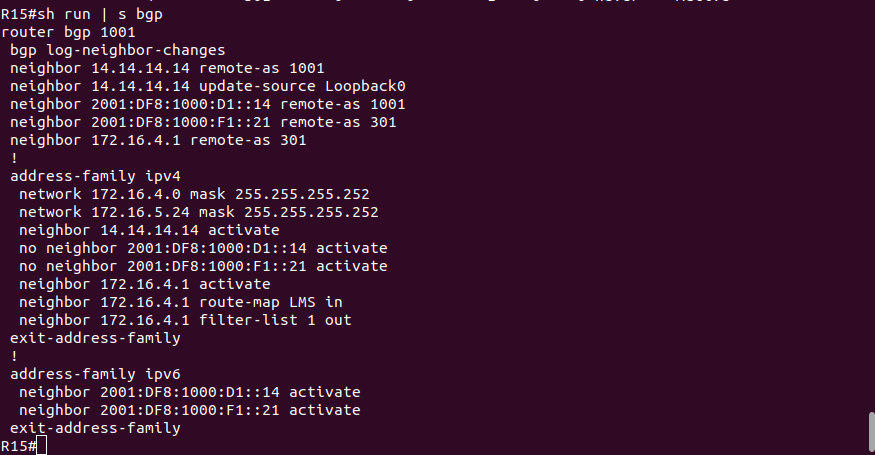 R15#sh run | s bgp
router bgp 1001
 bgp log-neighbor-changes
 neighbor 14.14.14.14 remote-as 1001
 neighbor 14.14.14.14 update-source Loopback0
 neighbor 2001:DF8:1000:D1::14 remote-as 1001
 neighbor 2001:DF8:1000:F1::21 remote-as 301
 neighbor 172.16.4.1 remote-as 301
 !
 address-family ipv4
  network 172.16.4.0 mask 255.255.255.252
  network 172.16.5.24 mask 255.255.255.252
  neighbor 14.14.14.14 activate
  no neighbor 2001:DF8:1000:D1::14 activate
  no neighbor 2001:DF8:1000:F1::21 activate
  neighbor 172.16.4.1 activate
  neighbor 172.16.4.1 route-map LMS in
  neighbor 172.16.4.1 filter-list 1 out
 exit-address-family
 !
 address-family ipv6
  neighbor 2001:DF8:1000:D1::14 activate
  neighbor 2001:DF8:1000:F1::21 activate
 exit-address-family
R15#